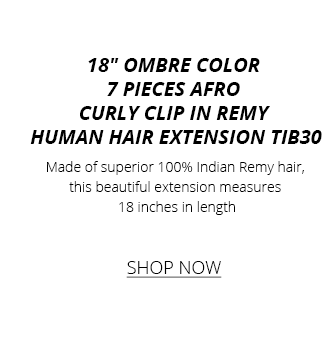 18" OMBRE COLOR
7 PIECES AFRO
CURLY CLIP IN REMY
HUMAN HAIR EXTENSION TIB30
Made of superior 100% Indian Remy hair,
this beautiful extension measures
18 inches in length
SHOP NOW